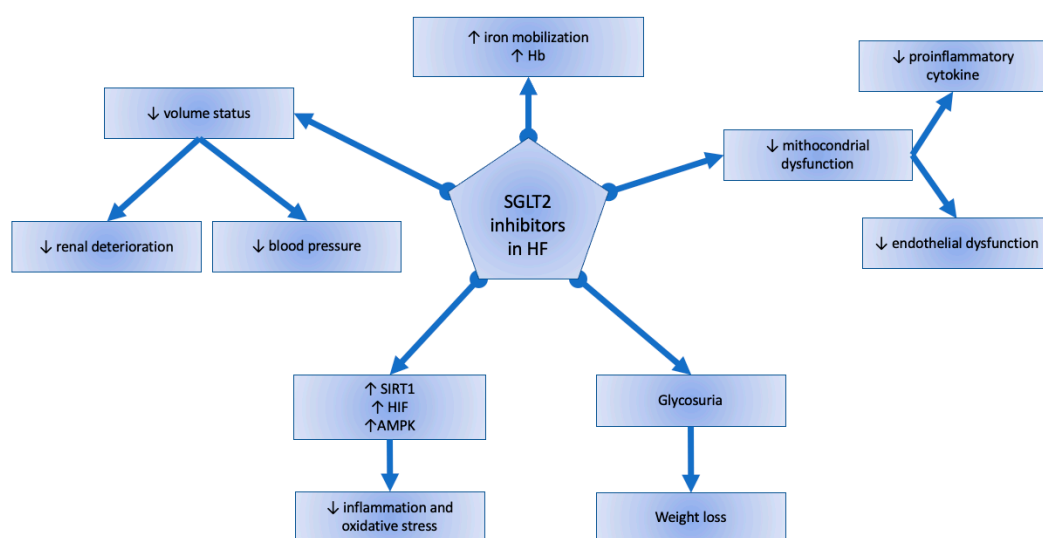 ↑ iron mobilization
↑ Hb
↓ proinflammatory
cytokine
↓ volume status
↓ mithocondrial
dysfunction
SGLT2
inhibitors
in HF
↓ renal deterioration
↓ blood pressure
↓ endothelial dysfunction
↑ SIRT1
↑ HIF
↑AMPK
Glycosuria
↓ inflammation and
oxidative stress
Weight loss